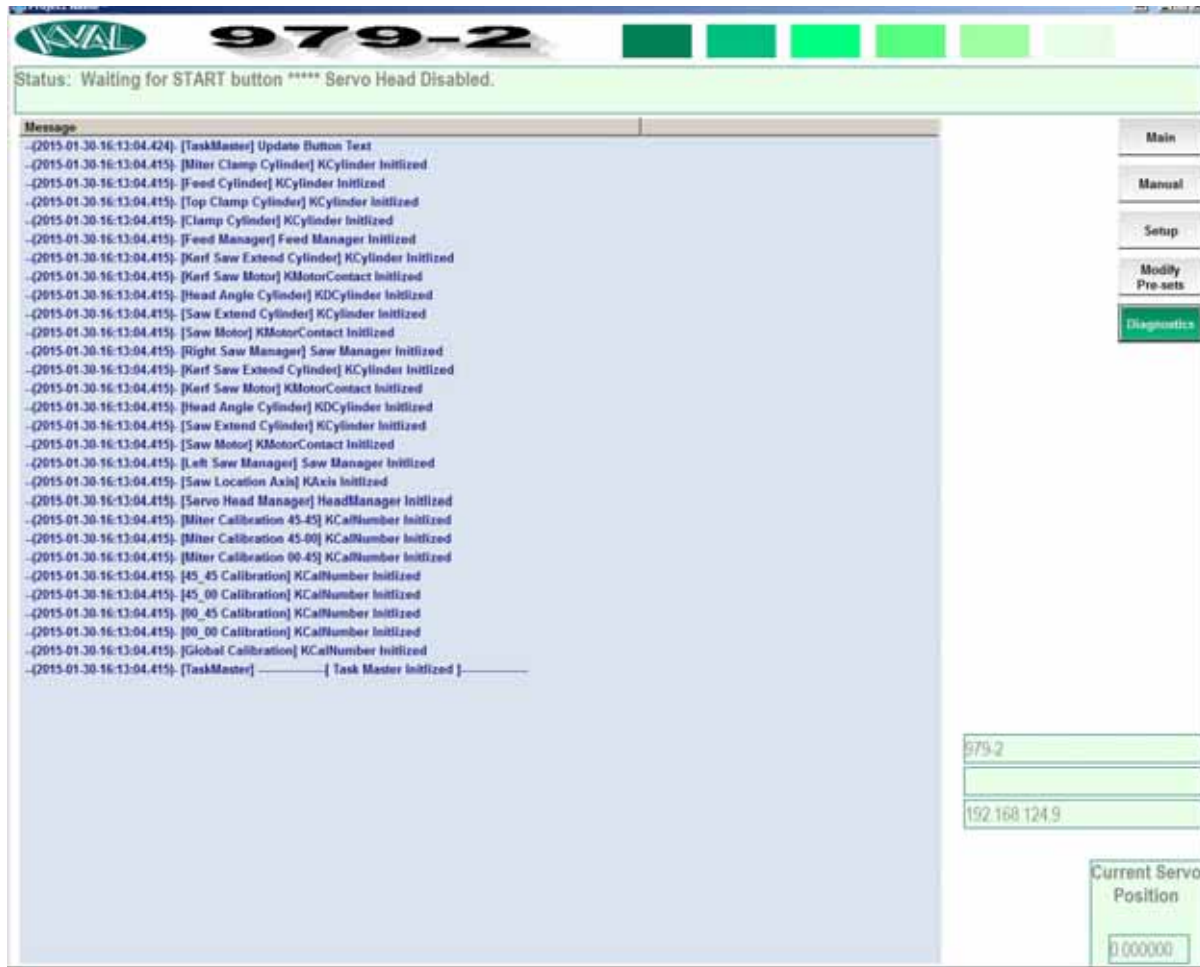 KVAL
979-2
Status: Waiting for START button ***** Servo Head Disabled.
Message
--(2015-01-30-16:13:04.424)- [TaskMaster] Update Button Text
--(2015-01-30-16:13:04.415)- [Miter Clamp Cylinder] KCylinder Initlized
--(2015-01-30-16:13:04.415)- [Feed Cylinder] KCylinder Initlized
--(2015-01-30-16:13:04.415)- [Top Clamp Cylinder] KCylinder Initlized
--(2015-01-30-16:13:04.415)- [Clamp Cylinder] KCylinder Initlized
--(2015-01-30-16:13:04.415)- [Feed Manager] Feed Manager Initlized
--(2015-01-30-16:13:04.415)- [Kerf Saw Extend Cylinder] KCylinder Initlized
--(2015-01-30-16:13:04.415)- [Kerf Saw Motor] KMotorContact Initlized
--(2015-01-30-16:13:04.415)- [Head Angle Cylinder] KDCylinder Initlized
--(2015-01-30-16:13:04.415)- [Saw Extend Cylinder] KCylinder Initlized
--(2015-01-30-16:13:04.415)- [Saw Motor] KMotorContact Initlized
--(2015-01-30-16:13:04.415)- [Right Saw Manager] Saw Manager Initlized
--(2015-01-30-16:13:04.415)- [Kerf Saw Extend Cylinder] KCylinder Initlized
--(2015-01-30-16:13:04.415)- [Kerf Saw Motor] KMotorContact Initlized
--(2015-01-30-16:13:04.415)- [Head Angle Cylinder] KDCylinder Initlized
--(2015-01-30-16:13:04.415)- [Saw Extend Cylinder] KCylinder Initlized
--(2015-01-30-16:13:04.415)- [Saw Motor] KMotorContact Initlized
--(2015-01-30-16:13:04.415)- [Left Saw Manager] Saw Manager Initlized
--(2015-01-30-16:13:04.415)- [Saw Location Axis] KAxis Initlized
--(2015-01-30-16:13:04.415)- [Servo Head Manager] HeadManager Initlized
--(2015-01-30-16:13:04.415)- [Miter Calibration 45-45] KCalNumber Initlized
--(2015-01-30-16:13:04.415)- [Miter Calibration 45-00] KCalNumber Initlized
--(2015-01-30-16:13:04.415)- [Miter Calibration 00-45] KCalNumber Initlized
--(2015-01-30-16:13:04.415)- [45_45 Calibration] KCalNumber Initlized
--(2015-01-30-16:13:04.415)- [45_00 Calibration] KCalNumber Initlized
--(2015-01-30-16:13:04.415)- [00_45 Calibration] KCalNumber Initlized
--(2015-01-30-16:13:04.415)- [00_00 Calibration] KCalNumber Initlized
--(2015-01-30-16:13:04.415)- [Global Calibration] KCalNumber Initlized
--(2015-01-30-16:13:04.415)- [TaskMaster] ---------------[ Task Master Initlized ]---------------
Main
Manual
Setup
Modify
Pre-sets
Diagnostics
979-2
192.168.124.9
Current Servo
Position
0.000000